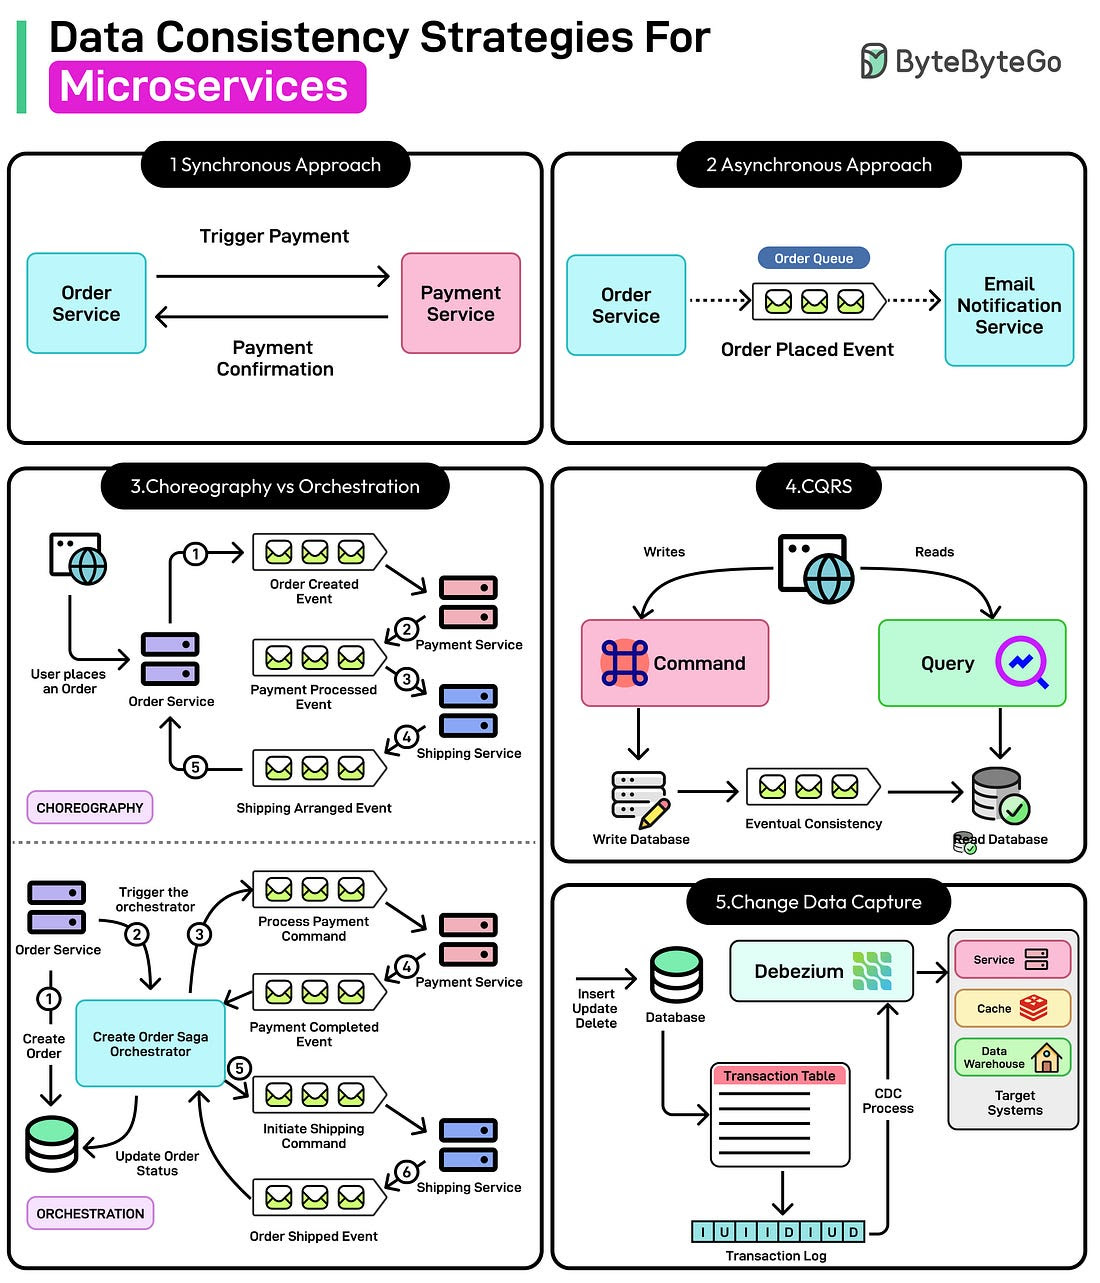 Data Consistency Strategies For
Microservices
ByteByteGo
1 Synchronous Approach
Trigger Payment
Order
Service
Payment
Service
Payment
Confirmation
2 Asynchronous Approach
Order Queue
Order
Service
Email
Notification
Service
Order Placed Event
3.Choreography vs Orchestration
1
Order Created
Event
2
Payment Service
User places
an Order
Order Service
Payment Processed
Event
3
4
Shipping Service
5
Shipping Arranged Event
CHOREOGRAPHY
Trigger the
orchestrator
Order Service
2
3
Process Payment
Command
4
Payment Service
1
Create
Order
Create Order Saga
Orchestrator
Payment Completed
Event
5
Initiate Shipping
Command
Update Order
Status
6
Shipping Service
ORCHESTRATION
Order Shipped Event
4.CQRS
Writes
Reads
Command
Query
Write Database
Eventual Consistency
Read Database
5.Change Data Capture
Insert
Update
Delete
Database
Debezium
Service
Cache
Data
Warehouse
Target
Systems
Transaction Table
CDC
Process
I U I I D I U D
Transaction Log